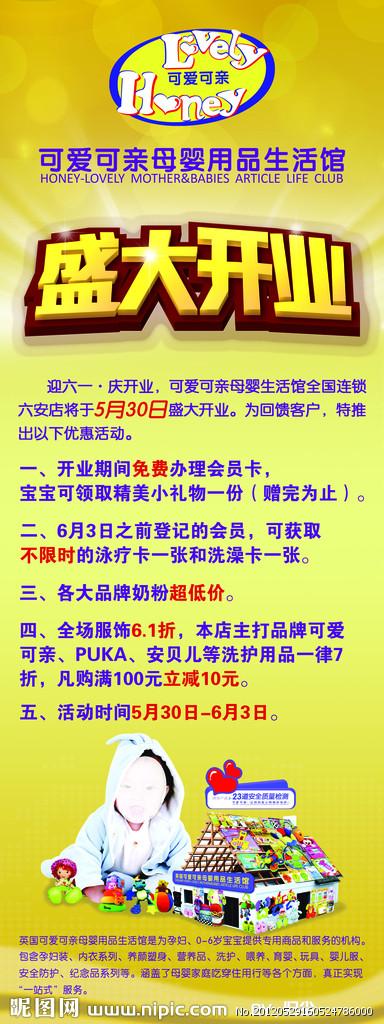 Lovely
可爱可亲
Honey
可爱可亲母婴用品生活馆
HONEY-LOVELY MOTHER&BABIES ARTICLE LIFE CLUB
盛大开业
迎六一·庆开业，可爱可亲母婴生活馆全国连锁
六安店将于5月30日盛大开业。为回馈客户，特推
出以下优惠活动。
一、开业期间免费办理会员卡，
宝宝可领取精美小礼物一份（赠完为止）。
二、6月3日之前登记的会员，可获取
不限时的泳疗卡一张和洗澡卡一张。
三、各大品牌奶粉超低价。
四、全场服饰6.1折，本店主打品牌可爱
可亲、PUKA、安贝儿等洗护用品一律7
折，凡购满100元立减10元。
五、活动时间5月30日-6月3日。
23道安全质量检测
英国可爱可亲母婴用品生活馆
英国可爱可亲母婴用品生活馆是为孕妇、0-6岁宝宝提供专用商品和服务的机构。
包含孕妇装、内衣系列、养颜塑身、营养品、洗护、喂养、育婴、玩具、婴儿服、
安全防护、纪念品系列等。涵盖了母婴家庭吃穿住用行等各个方面，真正实现
“一站式”服务。
昵图网 www.nipic.com
No:20120529160524786000